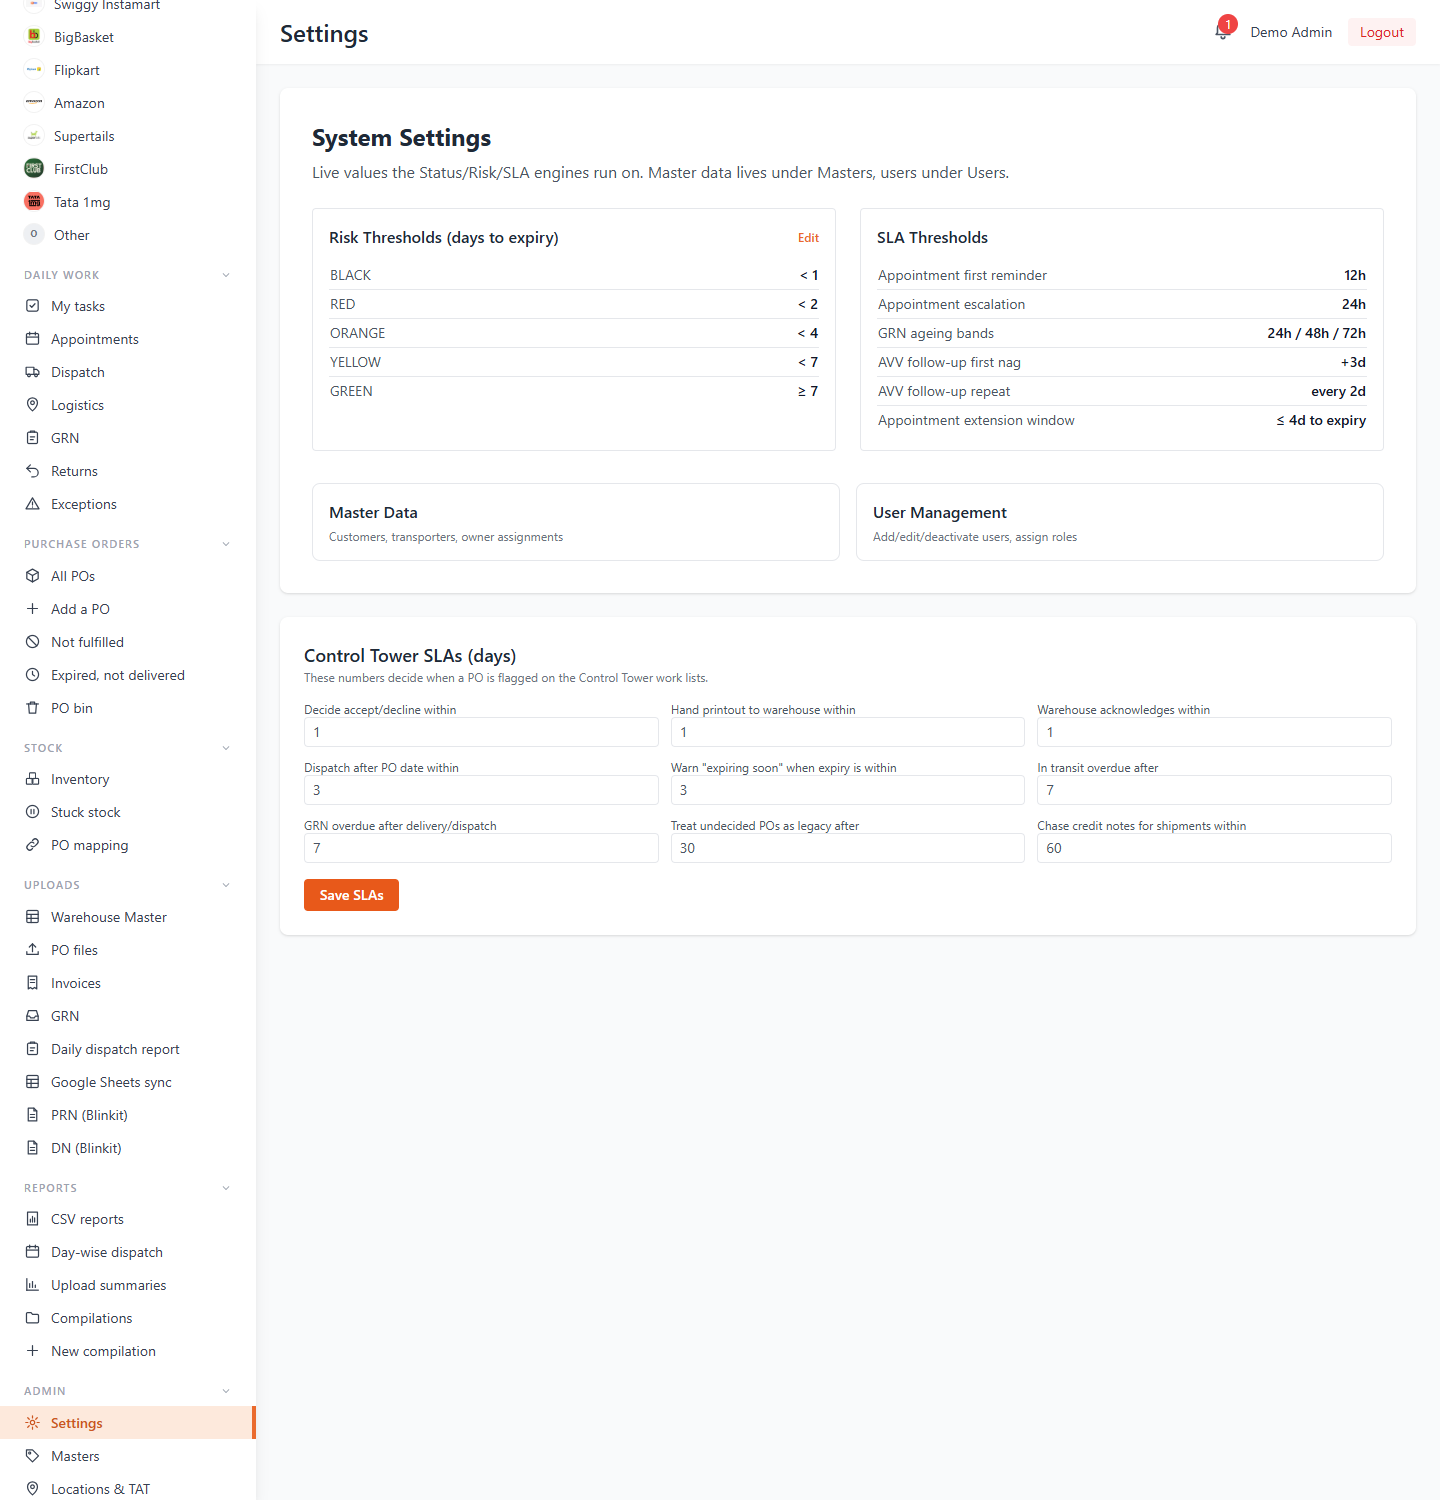 Swiggy Instamart
BigBasket
Flipkart
Amazon
Supertails
FirstClub
Tata 1mg
O Other
DAILY WORK
My tasks
Appointments
Dispatch
Logistics
GRN
Returns
Exceptions
PURCHASE ORDERS
All POs
Add a PO
Not fulfilled
Expired, not delivered
PO bin
STOCK
Inventory
Stuck stock
PO mapping
UPLOADS
Warehouse Master
PO files
Invoices
GRN
Daily dispatch report
Google Sheets sync
PRN (Blinkit)
DN (Blinkit)
REPORTS
CSV reports
Day-wise dispatch
Upload summaries
Compilations
New compilation
ADMIN
Settings
Masters
Locations & TAT
Settings
1
Demo Admin
Logout
System Settings
Live values the Status/Risk/SLA engines run on. Master data lives under Masters, users under Users.
Risk Thresholds (days to expiry) Edit
BLACK < 1
RED < 2
ORANGE < 4
YELLOW < 7
GREEN ≥ 7
SLA Thresholds
Appointment first reminder 12h
Appointment escalation 24h
GRN ageing bands 24h / 48h / 72h
AVV follow-up first nag +3d
AVV follow-up repeat every 2d
Appointment extension window ≤ 4d to expiry
Master Data
Customers, transporters, owner assignments
User Management
Add/edit/deactivate users, assign roles
Control Tower SLAs (days)
These numbers decide when a PO is flagged on the Control Tower work lists.
Decide accept/decline within
1
Hand printout to warehouse within
1
Warehouse acknowledges within
1
Dispatch after PO date within
3
Warn "expiring soon" when expiry is within
3
In transit overdue after
7
GRN overdue after delivery/dispatch
7
Treat undecided POs as legacy after
30
Chase credit notes for shipments within
60
Save SLAs